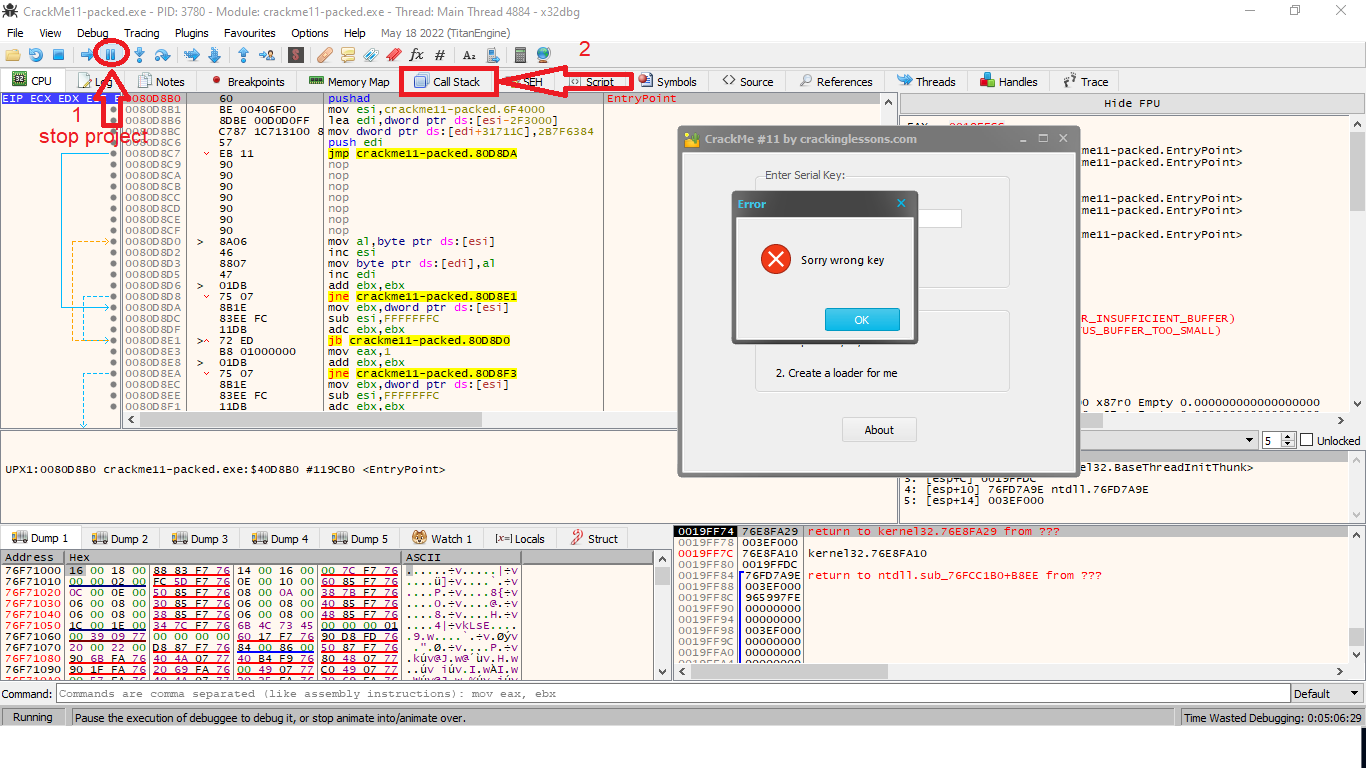 CrackMe11-packed.exe - PID: 3780 - Module: crackme11-packed.exe - Thread: Main Thread 4884 - x32dbg
File View Debug Tracing Plugins Favourites Options Help May 18 2022 (TitanEngine)
2
CPU Log Notes Breakpoints Memory Map Call Stack SEH Script Symbols Source References Threads Handles Trace
1
stop project
EIP ECX EDX
0080D8B0 60 pushad EntryPoint
0080D8B1 BE 00406F00 mov esi,crackme11-packed.6F4000
0080D8B6 8DBE 00D0D0FF lea edi,dword ptr ds:[esi-2F3000]
0080D8BC C787 1C713100 8 mov dword ptr ds:[edi+31711C],2B7F6384
0080D8C6 57 push edi
0080D8C7 EB 11 jmp crackme11-packed.80D8DA
0080D8C9 90 nop
0080D8CA 90 nop
0080D8CB 90 nop
0080D8CC 90 nop
0080D8CD 90 nop
0080D8CE 90 nop
0080D8CF 90 nop
0080D8D0 > 8A06 mov al,byte ptr ds:[esi]
0080D8D2 46 inc esi
0080D8D3 8807 mov byte ptr ds:[edi],al
0080D8D5 47 inc edi
0080D8D6 > 01DB add ebx,ebx
0080D8D8 75 07 jne crackme11-packed.80D8E1
0080D8DA 8B1E mov ebx,dword ptr ds:[esi]
0080D8DC 83EE FC sub esi,FFFFFFFC
0080D8DF 11DB adc ebx,ebx
0080D8E1 > 72 ED jb crackme11-packed.80D8D0
0080D8E3 B8 01000000 mov eax,1
0080D8E8 > 01DB add ebx,ebx
0080D8EA 75 07 jne crackme11-packed.80D8F3
0080D8EC 8B1E mov ebx,dword ptr ds:[esi]
0080D8EE 83EE FC sub esi,FFFFFFFC
0080D8F1 11DB adc ebx,ebx
CrackMe #11 by crackinglessons.com
Enter Serial Key:
Error
Sorry wrong key
OK
2. Create a loader for me
About
Hide FPU
me11-packed.EntryPoint>
me11-packed.EntryPoint>
me11-packed.EntryPoint>
me11-packed.EntryPoint>
me11-packed.EntryPoint>
R_INSUFFICIENT_BUFFER)
TUS_BUFFER_TOO_SMALL)
x87r0 Empty 0.000000000000000000
5 Unlocked
el32.BaseThreadInitThunk>
3: [esp+C] 0019FFDC
4: [esp+10] 76FD7A9E ntdll.76FD7A9E
5: [esp+14] 003EF000
UPX1:0080D8B0 crackme11-packed.exe:$40D8B0 #119CB0 <EntryPoint>
Dump 1 Dump 2 Dump 3 Dump 4 Dump 5 Watch 1 [x=] Locals Struct
Address Hex ASCII
76F71000 16 00 18 00 88 83 F7 76 14 00 16 00 00 7C F7 76
76F71010 00 00 02 00 FC 5D F7 76 0E 00 10 00 60 85 F7 76
76F71020 0C 00 0E 00 50 85 F7 76 08 00 0A 00 38 7B F7 76
76F71030 06 00 08 00 30 85 F7 76 06 00 08 00 40 85 F7 76
76F71040 06 00 08 00 38 85 F7 76 06 00 08 00 48 85 F7 76
76F71050 1C 00 1E 00 34 7C F7 76 6B 4C 73 45 00 00 00 01
76F71060 00 39 09 77 00 00 00 00 60 17 F7 76 90 D8 FD 76
76F71070 20 00 22 00 D8 87 F7 76 84 00 86 00 50 87 F7 76
76F71080 90 6B FA 76 40 4A 07 77 40 B4 F9 76 80 48 07 77
76F71090 90 1F FA 76 20 69 FA 76 00 49 07 77 C0 49 07 77
0019FF74 76E8FA29 return to kernel32.76E8FA29 from ???
0019FF78 003EF000
0019FF7C 76E8FA10 kernel32.76E8FA10
0019FF80 0019FFDC
0019FF84 76FD7A9E return to ntdll.sub_76FCC1B0+B8EE from ???
0019FF88 003EF000
0019FF8C 965997FE
0019FF90 00000000
0019FF94 00000000
0019FF98 003EF000
0019FF9C 00000000
0019FFA0 00000000
Command: Commands are comma separated (like assembly instructions): mov eax, ebx Default
Running Pause the execution of debuggee to debug it, or stop animate into/animate over. Time Wasted Debugging: 0:05:06:29